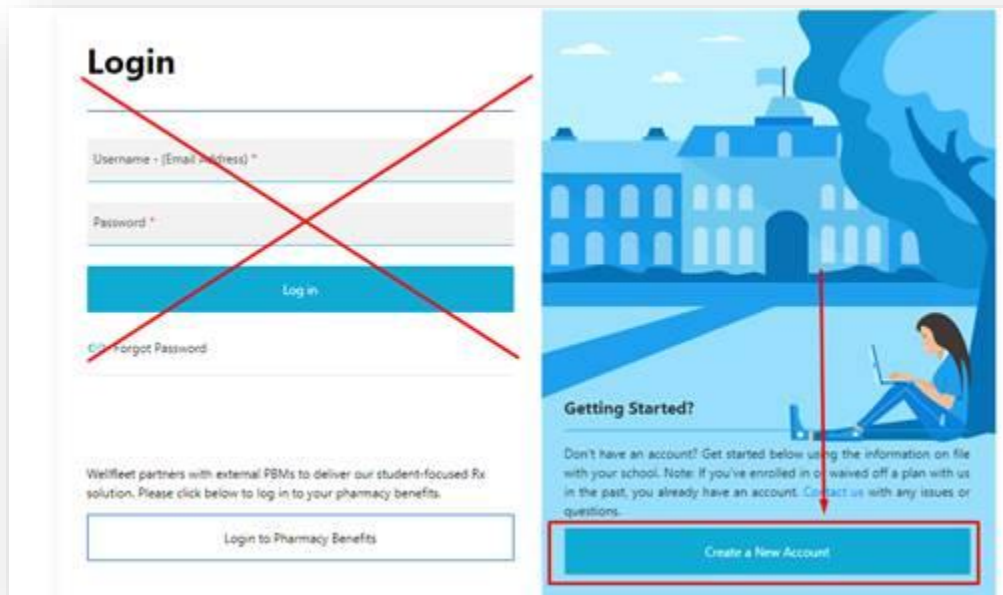 Login
Username - (Email Address) *
Password *
Log in
Forgot Password
Wellfleet partners with external PBMs to deliver our student-focused Rx
solution. Please click below to log in to your pharmacy benefits.
Login to Pharmacy Benefits
Getting Started?
Don't have an account? Get started below using the information on file
with your school. Note: If you've enrolled in or waived off a plan with us
in the past, you already have an account. Contact us with any issues or
questions.
Create a New Account